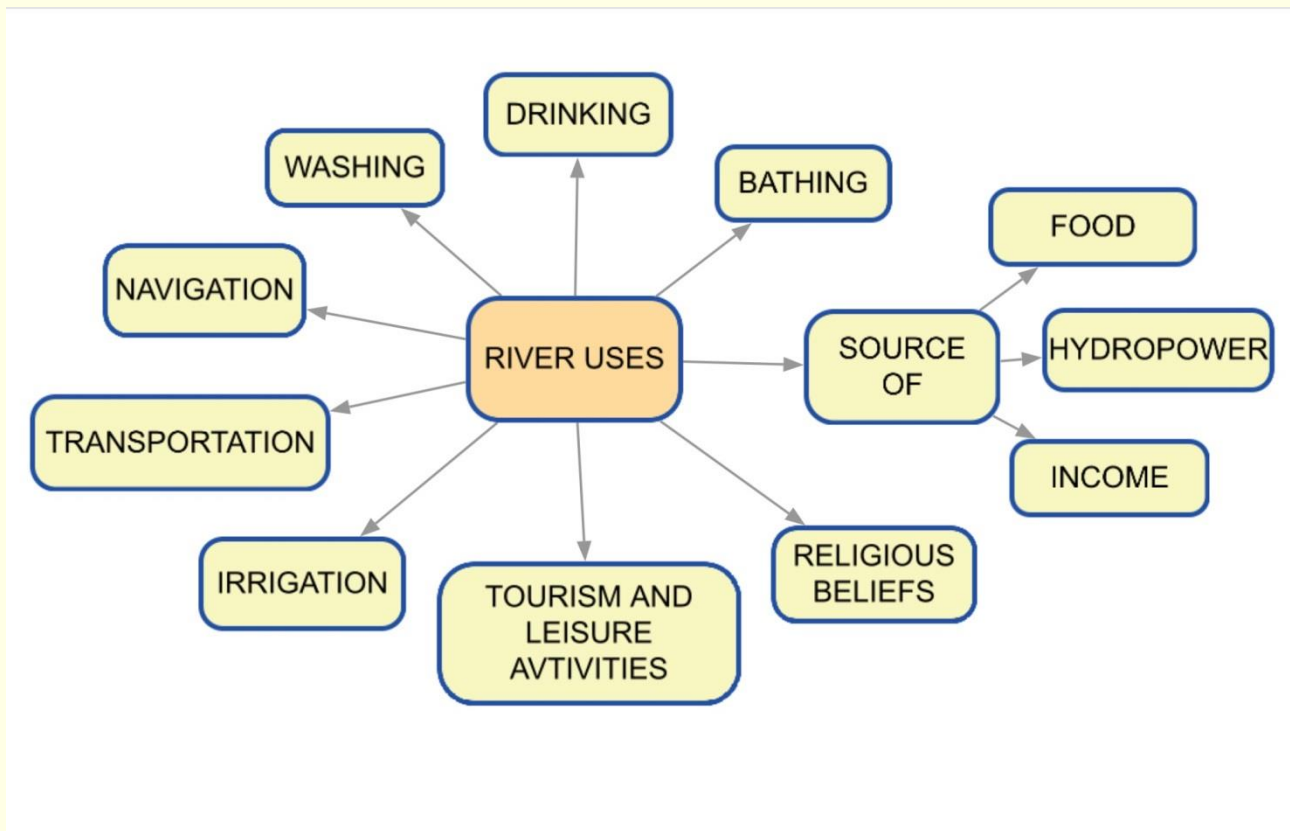 DRINKING
WASHING
BATHING
FOOD
NAVIGATION
RIVER USES
SOURCE
OF
HYDROPOWER
TRANSPORTATION
INCOME
IRRIGATION
TOURISM AND
LEISURE
AVTIVITIES
RELIGIOUS
BELIEFS